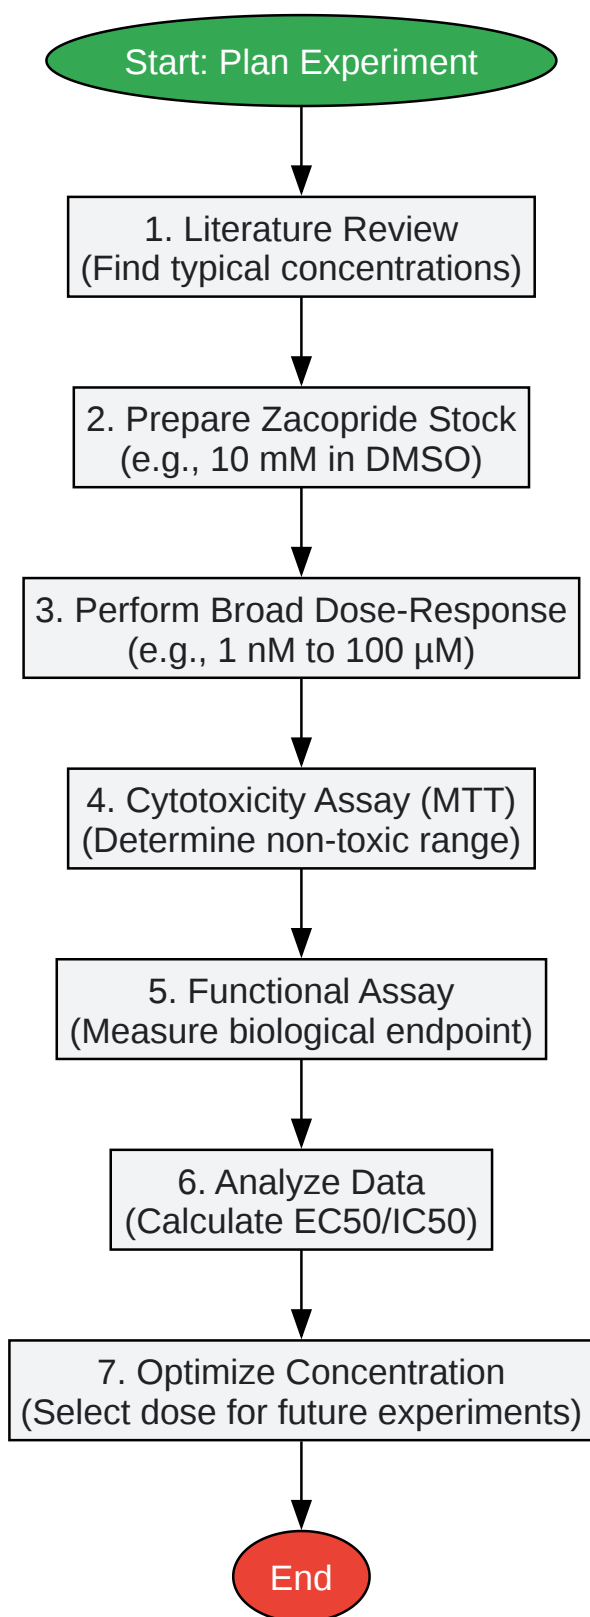 Start: Plan Experiment
1. Literature Review
(Find typical concentrations)
2. Prepare Zacopride Stock
(e.g., 10 mM in DMSO)
3. Perform Broad Dose-Response
(e.g., 1 nM to 100 µM)
4. Cytotoxicity Assay (MTT)
(Determine non-toxic range)
5. Functional Assay
(Measure biological endpoint)
6. Analyze Data
(Calculate EC50/IC50)
7. Optimize Concentration
(Select dose for future experiments)
End